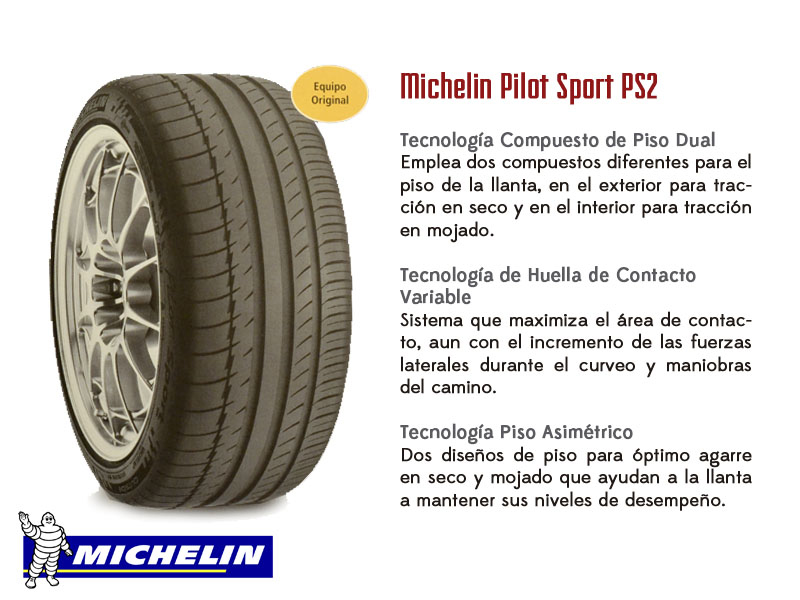 Equipo
Original
Michelin Pilot Sport PS2
Tecnología Compuesto de Piso Dual
Emplea dos compuestos diferentes para el
piso de la llanta, en el exterior para trac-
ción en seco y en el interior para tracción
en mojado.
Tecnología de Huella de Contacto
Variable
Sistema que maximiza el área de contac-
to, aun con el incremento de las fuerzas
laterales durante el curveo y maniobras
del camino.
Tecnología Piso Asimétrico
Dos diseños de piso para óptimo agarre
en seco y mojado que ayudan a la llanta
a mantener sus niveles de desempeño.
MICHELIN